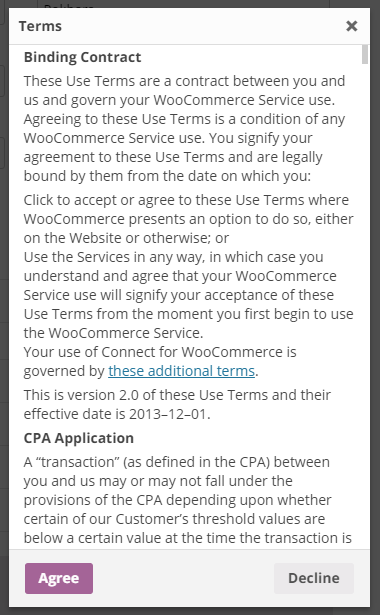 Terms
Binding Contract
These Use Terms are a contract between you and
us and govern your WooCommerce Service use.
Agreeing to these Use Terms is a condition of any
WooCommerce Service use. You signify your
agreement to these Use Terms and are legally
bound by them from the date on which you:
Click to accept or agree to these Use Terms where
WooCommerce presents an option to do so, either
on the Website or otherwise; or
Use the Services in any way, in which case you
understand and agree that your WooCommerce
Service use will signify your acceptance of these
Use Terms from the moment you first begin to use
the WooCommerce Service.
Your use of Connect for WooCommerce is
governed by these additional terms.
This is version 2.0 of these Use Terms and their
effective date is 2013–12–01.
CPA Application
A “transaction” (as defined in the CPA) between
you and us may or may not fall under the
provisions of the CPA depending upon whether
certain of our Customer’s threshold values are
below a certain value at the time the transaction is
Agree
Decline